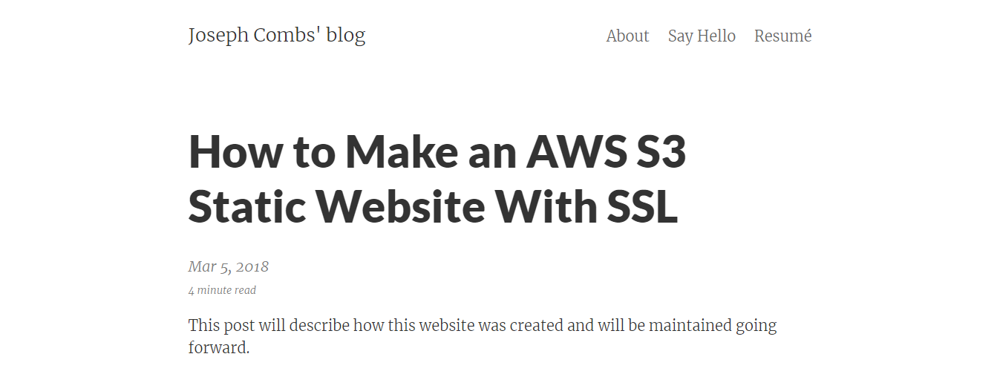 Joseph Combs' blog
About Say Hello Resumé
How to Make an AWS S3
Static Website With SSL
Mar 5, 2018
4 minute read
This post will describe how this website was created and will be maintained going
forward.